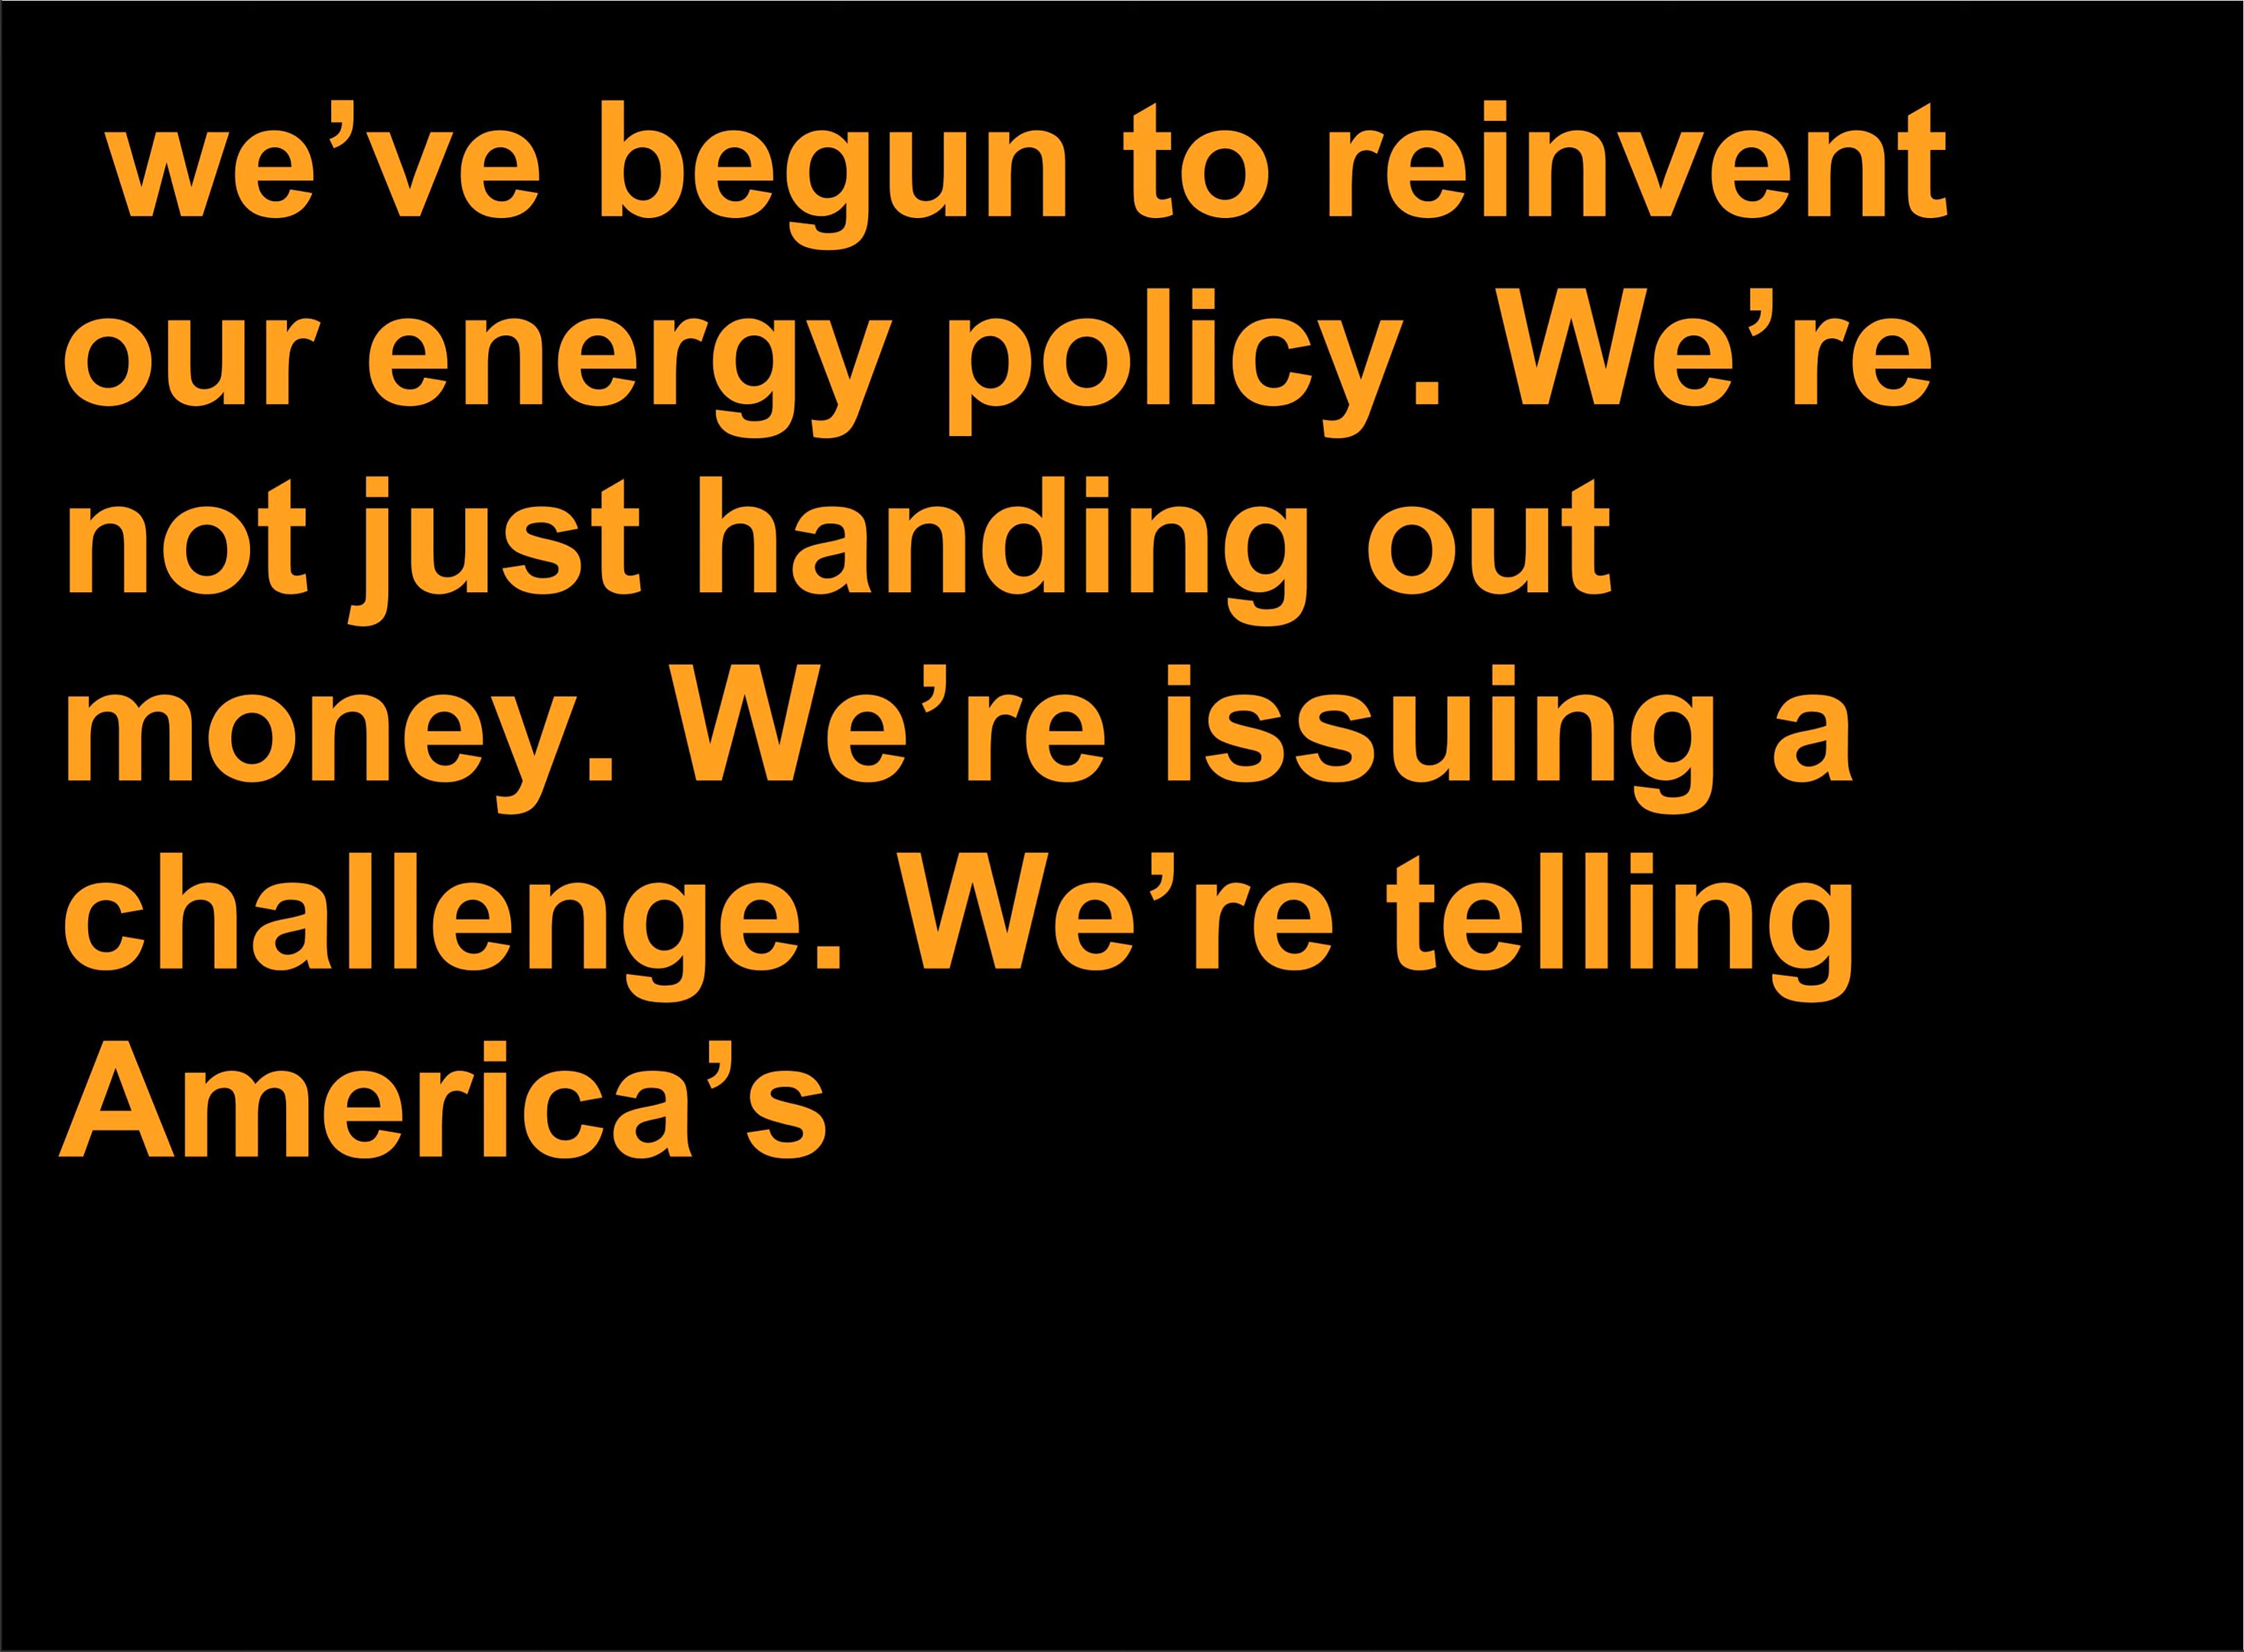 we’ve begun to reinvent
our energy policy. We’re
not just handing out
money. We’re issuing a
challenge. We’re telling
America’s